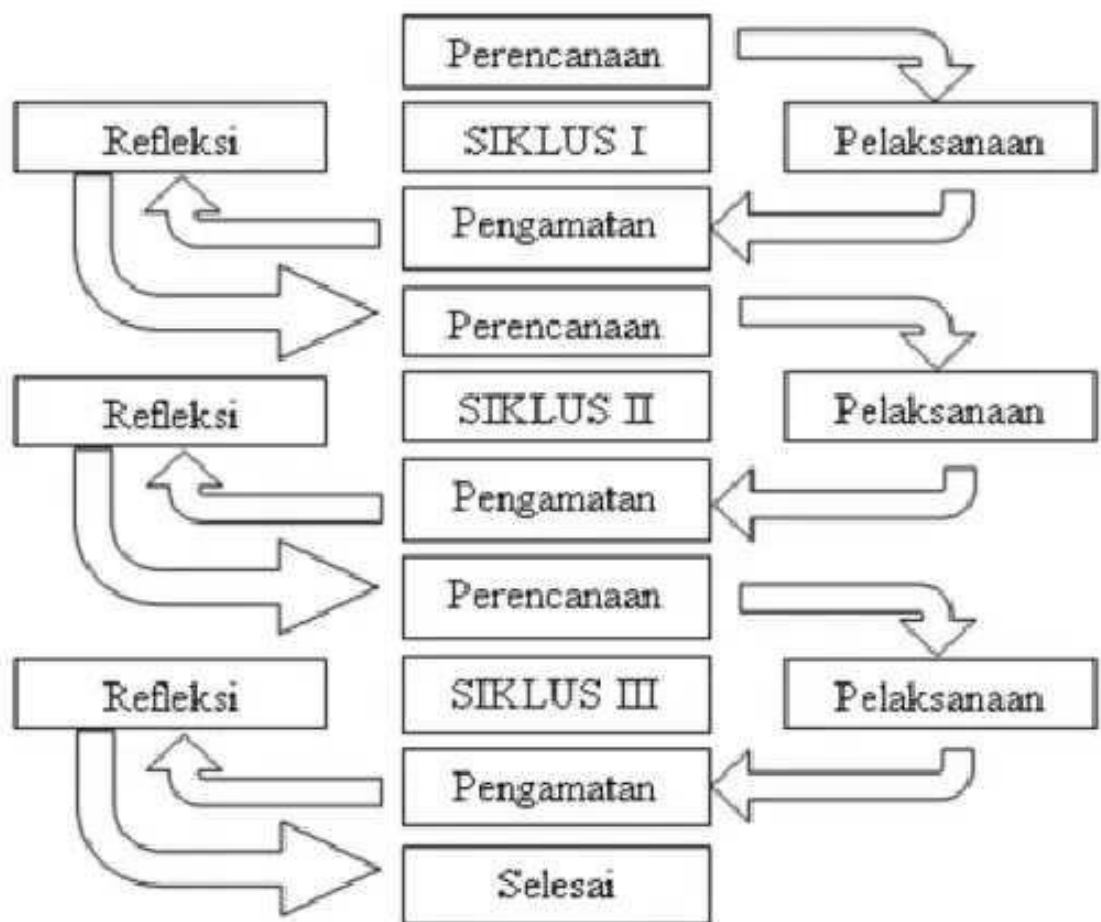 Perencanaan
Refleksi
SIKLUS I
Pelaksanaan
Pengamatan
Perencanaan
Refleksi
SIKLUS II
Pelaksanaan
Pengamatan
Perencanaan
Refleksi
SIKLUS III
Pelaksanaan
Pengamatan
Selesai